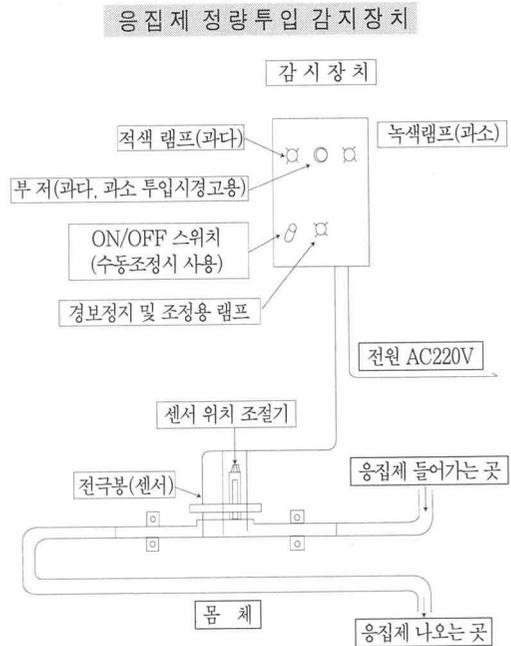 응집제 정량투입 감지장치
감 시 장 치
적색 램프(과다)
녹색램프(과소)
부 저(과다, 과소 투입시경고용)
ON/OFF 스위치
(수동조정시 사용)
경보정지 및 조정용 램프
전원 AC220V
센서 위치 조절기
응집제 들어가는 곳
전극봉(센서)
몸 체
응집제 나오는 곳